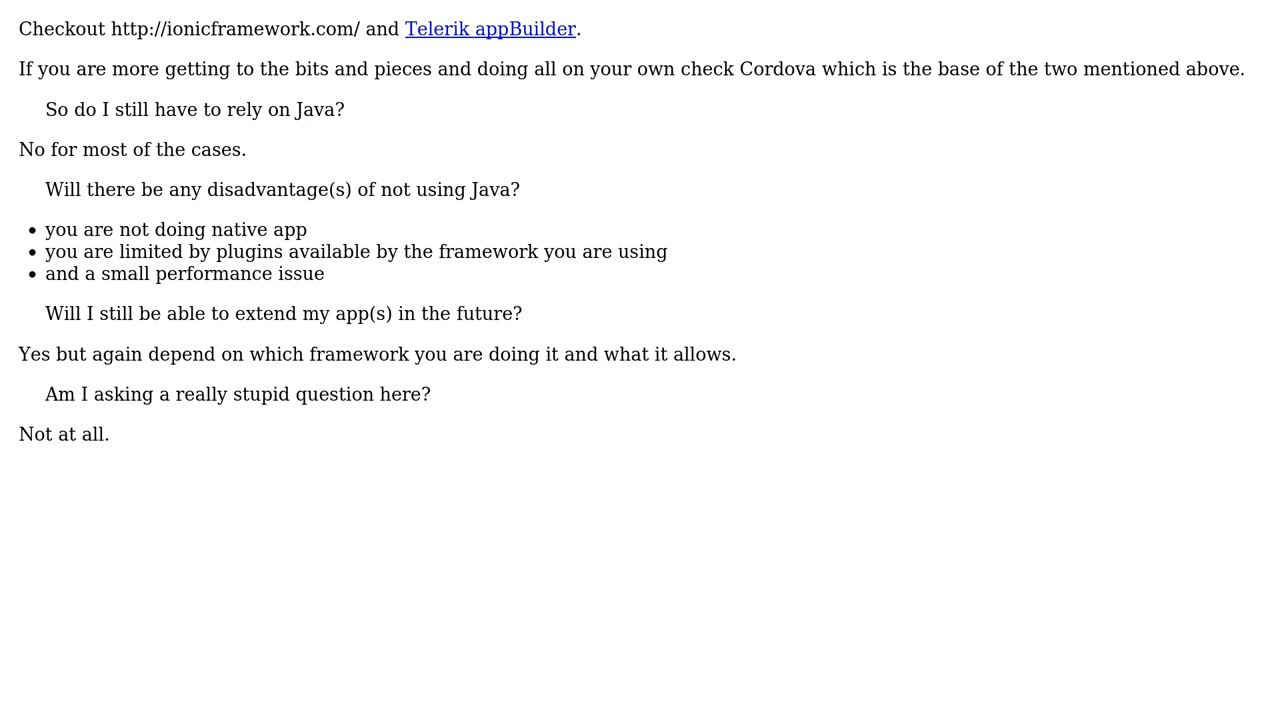 Checkout http://ionicframework.com/ and Telerik appBuilder.
If you are more getting to the bits and pieces and doing all on your own check Cordova which is the base of the two mentioned above.
So do I still have to rely on Java?
No for most of the cases.
Will there be any disadvantage(s) of not using Java?
• you are not doing native app
• you are limited by plugins available by the framework you are using
• and a small performance issue
Will I still be able to extend my app(s) in the future?
Yes but again depend on which framework you are doing it and what it allows.
Am I asking a really stupid question here?
Not at all.